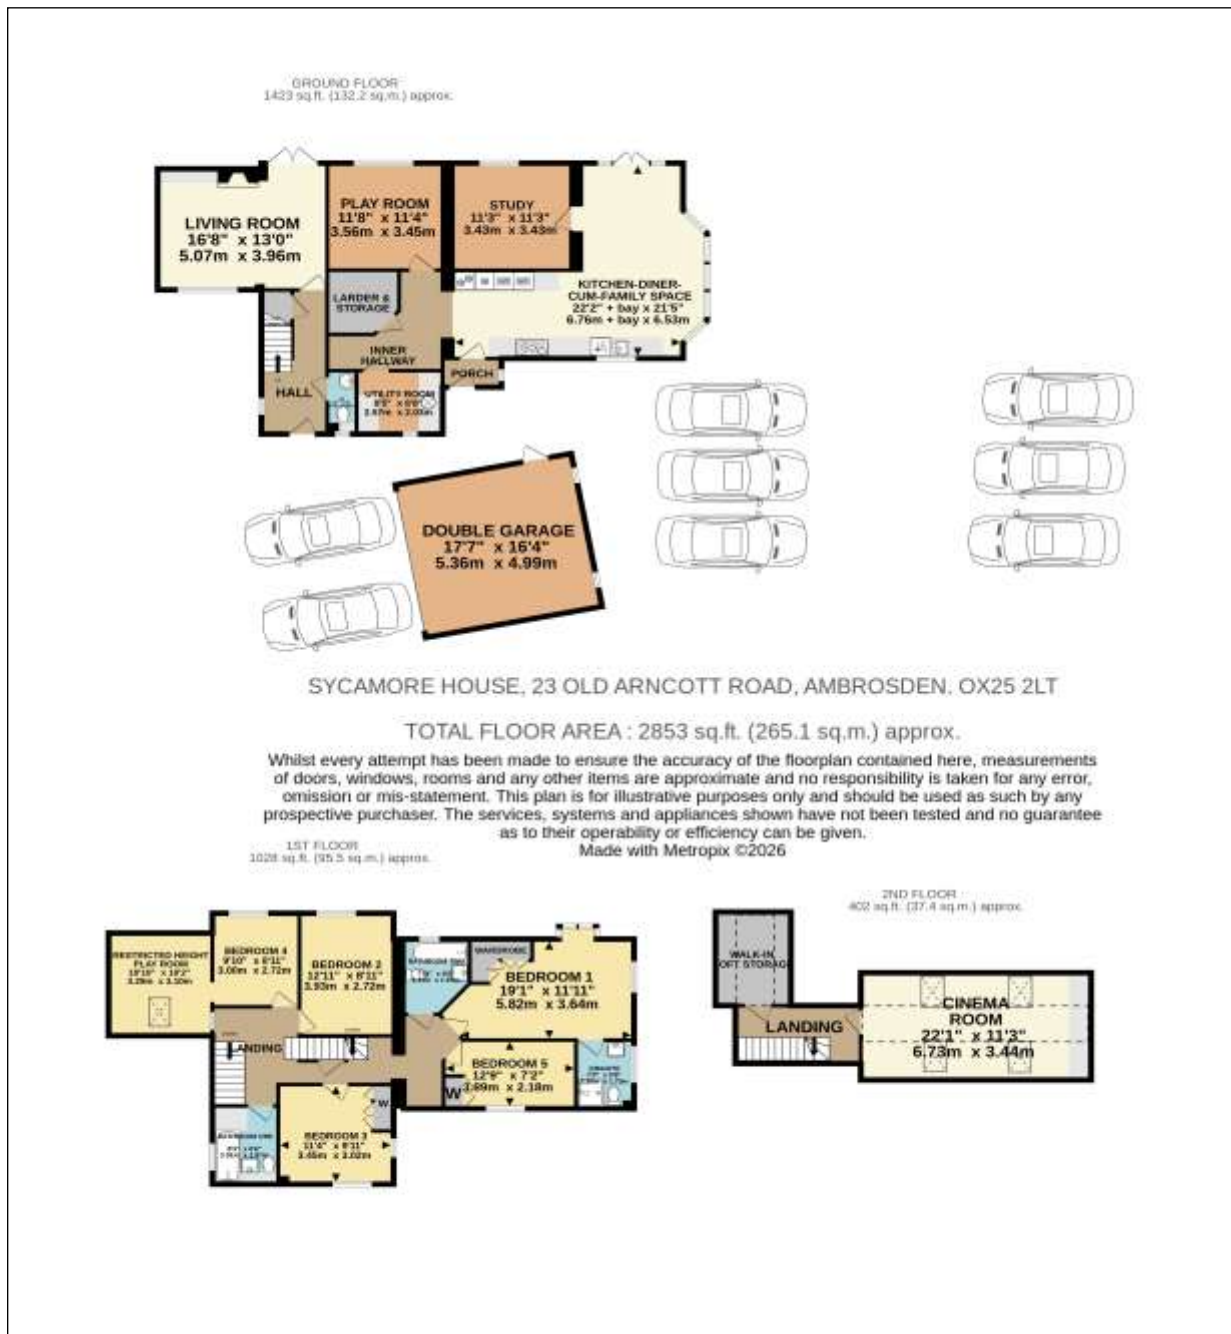 GROUND FLOOR
1423 sq.ft. (132.2 sq.m.) approx.
LIVING ROOM
16'8" x 13'0"
5.07m x 3.96m
PLAY ROOM
11'8" x 11'4"
3.56m x 3.45m
STUDY
11'3" x 11'3"
3.43m x 3.43m
KITCHEN-DINER-
CUM-FAMILY SPACE
22'2" + bay x 21'5"
6.76m + bay x 6.53m
LARDER &
STORAGE
INNER
HALLWAY
PORCH
HALL
UTILITY ROOM
DOUBLE GARAGE
17'7" x 16'4"
5.36m x 4.99m
SYCAMORE HOUSE, 23 OLD ARNCOTT ROAD, AMBROSDEN. OX25 2LT
TOTAL FLOOR AREA : 2853 sq.ft. (265.1 sq.m.) approx.
Whilst every attempt has been made to ensure the accuracy of the floorplan contained here, measurements
of doors, windows, rooms and any other items are approximate and no responsibility is taken for any error,
omission or mis-statement. This plan is for illustrative purposes only and should be used as such by any
prospective purchaser. The services, systems and appliances shown have not been tested and no guarantee
as to their operability or efficiency can be given.
Made with Metropix ©2026
1ST FLOOR
1028 sq.ft. (95.5 sq.m.) approx.
RESTRICTED HEIGHT
PLAY ROOM
BEDROOM 4
9'10" x 8'11"
3.00m x 2.72m
BEDROOM 2
12'11" x 8'11"
3.93m x 2.72m
WARDROBE
BEDROOM 1
19'1" x 11'11"
5.82m x 3.64m
LANDING
BEDROOM 5
12'9" x 7'2"
3.89m x 2.18m
W
ENSUITE
W
BEDROOM 3
11'4" x 9'11"
3.45m x 3.02m
2ND FLOOR
402 sq.ft. (37.4 sq.m.) approx.
WALK-IN
OFT STORAG
LANDING
CINEMA
ROOM
22'1" x 11'3"
6.73m x 3.44m